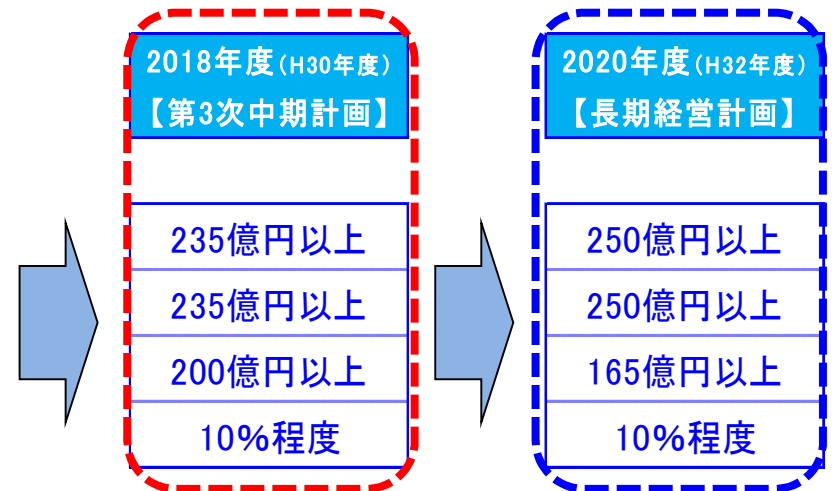 2018年度(H30年度)
【第3次中期計画】
235億円以上
235億円以上
200億円以上
10%程度
2020年度(H32年度)
【長期経営計画】
250億円以上
250億円以上
165億円以上
10%程度